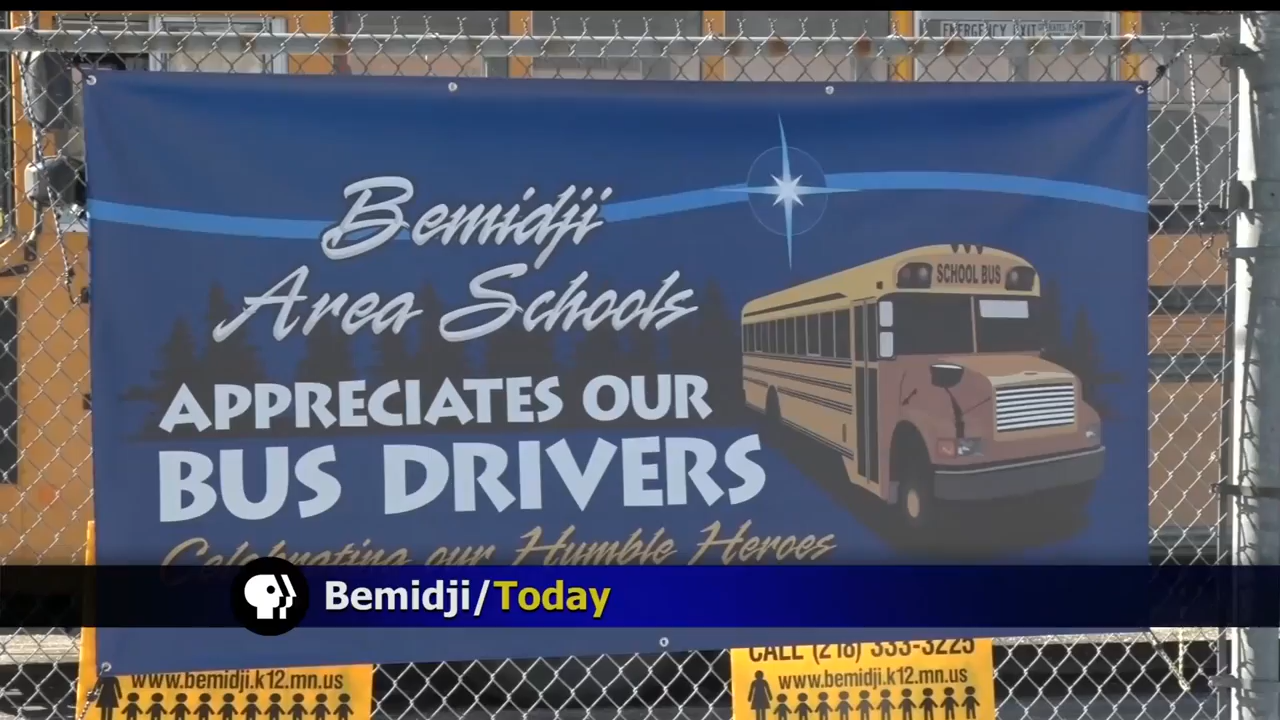 EMERGENCY EXIT
Bemidji
Area Schools
SCHOOL BUS
APPRECIATES OUR
BUS DRIVERS
Celebrating our Humble Heroes
Bemidji/Today
CALL (218) 333-3225
www.bemidji.k12.mn.us
www.bemidji.k12.mn.us